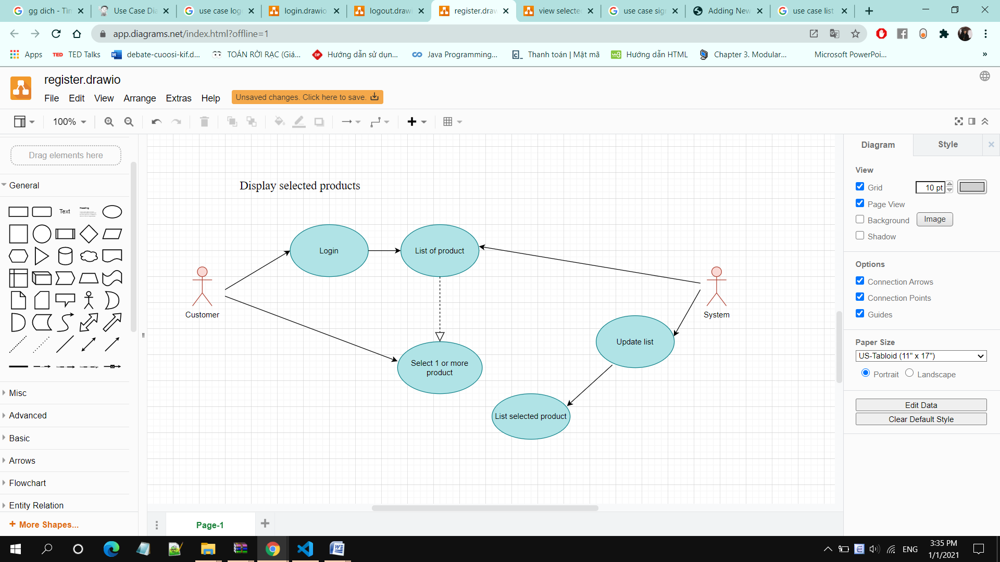 gg dich - Tìn
Use Case Dia
use case log
login.drawio
logout.drawi
register.draw
view selecte
use case sig
Adding New
use case list
app.diagrams.net/index.html?offline=1
Apps
TED TED Talks
debate-cuoosi-kif.d...
TOÁN RỜI RẠC (Giá...
Hướng dẫn sử dụn...
Java Programming...
Thanh toán | Mật mã
Hướng dẫn HTML
Chapter 3. Modular...
Microsoft PowerPoi...
»
register.drawio
File Edit View Arrange Extras Help
Unsaved changes. Click here to save.
100%
Drag elements here
General
Text
Heading
Misc
Advanced
Basic
Arrows
Flowchart
Entity Relation
+ More Shapes...
Display selected products
Login
List of product
Customer
System
Update list
Select 1 or more
product
List selected product
Page-1
Diagram
Style
View
Grid
10 pt
Page View
Background
Image
Shadow
Options
Connection Arrows
Connection Points
Guides
Paper Size
US-Tabloid (11" x 17")
Portrait
Landscape
Edit Data
Clear Default Style
ENG
3:35 PM
1/1/2021